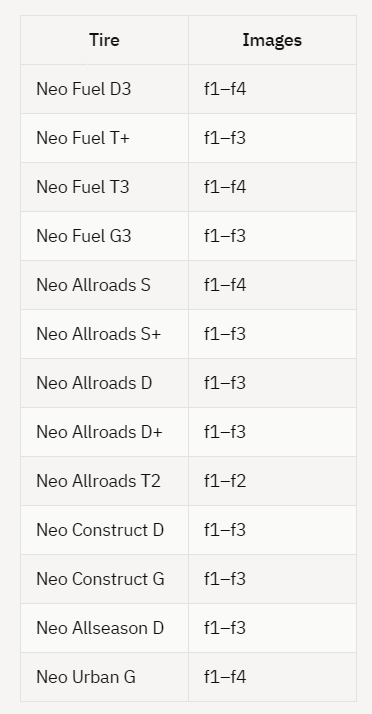 Tire Images
Neo Fuel D3 f1–f4
Neo Fuel T+ f1–f3
Neo Fuel T3 f1–f4
Neo Fuel G3 f1–f3
Neo Allroads S f1–f4
Neo Allroads S+ f1–f3
Neo Allroads D f1–f3
Neo Allroads D+ f1–f3
Neo Allroads T2 f1–f2
Neo Construct D f1–f3
Neo Construct G f1–f3
Neo Allseason D f1–f3
Neo Urban G f1–f4